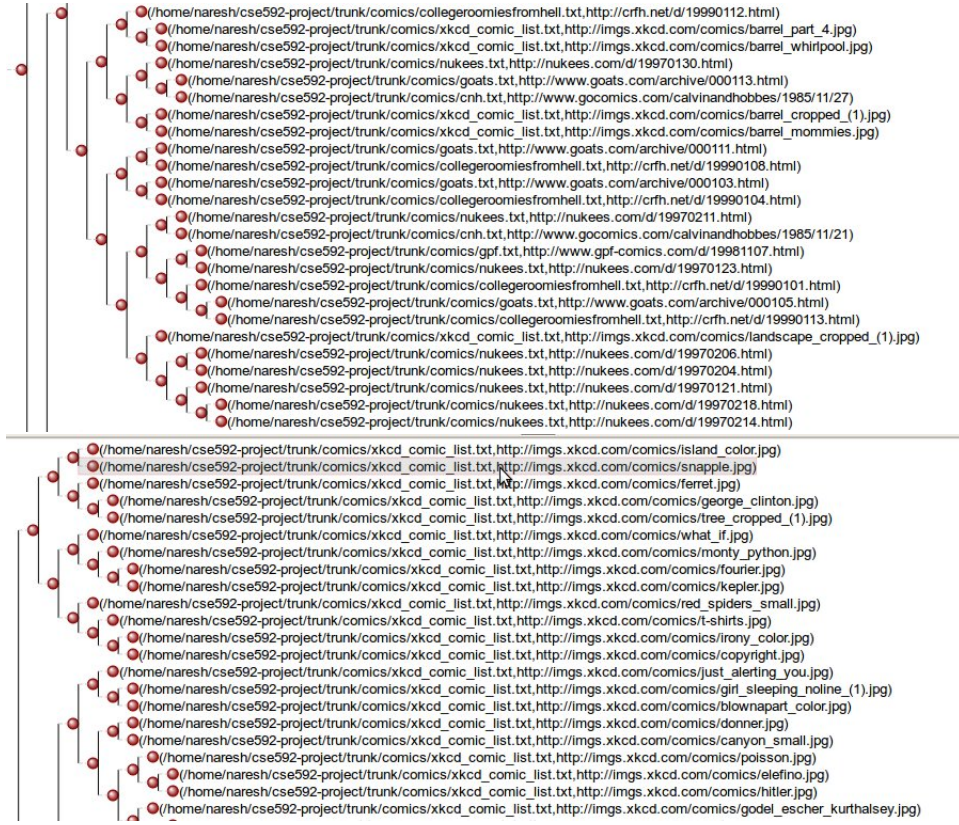 (/home/naresh/cse592-project/trunk/comics/collegeroomiesfromhell.txt,http://crfh.net/d/19990112.html)
(/home/naresh/cse592-project/trunk/comics/xkcd_comic_list.txt,http://imgs.xkcd.com/comics/barrel_part_4.jpg)
(/home/naresh/cse592-project/trunk/comics/xkcd_comic_list.txt,http://imgs.xkcd.com/comics/barrel_whirlpool.jpg)
(/home/naresh/cse592-project/trunk/comics/nukees.txt,http://nukees.com/d/19970130.html)
(/home/naresh/cse592-project/trunk/comics/goats.txt,http://www.goats.com/archive/000113.html)
(/home/naresh/cse592-project/trunk/comics/cnh.txt,http://www.gocomics.com/calvinandhobbes/1985/11/27)
(/home/naresh/cse592-project/trunk/comics/xkcd_comic_list.txt,http://imgs.xkcd.com/comics/barrel_cropped_(1).jpg)
(/home/naresh/cse592-project/trunk/comics/xkcd_comic_list.txt,http://imgs.xkcd.com/comics/barrel_mommies.jpg)
(/home/naresh/cse592-project/trunk/comics/goats.txt,http://www.goats.com/archive/000111.html)
(/home/naresh/cse592-project/trunk/comics/collegeroomiesfromhell.txt,http://crfh.net/d/19990108.html)
(/home/naresh/cse592-project/trunk/comics/goats.txt,http://www.goats.com/archive/000103.html)
(/home/naresh/cse592-project/trunk/comics/collegeroomiesfromhell.txt,http://crfh.net/d/19990104.html)
(/home/naresh/cse592-project/trunk/comics/nukees.txt,http://nukees.com/d/19970211.html)
(/home/naresh/cse592-project/trunk/comics/cnh.txt,http://www.gocomics.com/calvinandhobbes/1985/11/21)
(/home/naresh/cse592-project/trunk/comics/gpf.txt,http://www.gpf-comics.com/d/19981107.html)
(/home/naresh/cse592-project/trunk/comics/nukees.txt,http://nukees.com/d/19970123.html)
(/home/naresh/cse592-project/trunk/comics/collegeroomiesfromhell.txt,http://crfh.net/d/19990101.html)
(/home/naresh/cse592-project/trunk/comics/goats.txt,http://www.goats.com/archive/000105.html)
(/home/naresh/cse592-project/trunk/comics/collegeroomiesfromhell.txt,http://crfh.net/d/19990113.html)
(/home/naresh/cse592-project/trunk/comics/xkcd_comic_list.txt,http://imgs.xkcd.com/comics/landscape_cropped_(1).jpg)
(/home/naresh/cse592-project/trunk/comics/nukees.txt,http://nukees.com/d/19970206.html)
(/home/naresh/cse592-project/trunk/comics/nukees.txt,http://nukees.com/d/19970204.html)
(/home/naresh/cse592-project/trunk/comics/nukees.txt,http://nukees.com/d/19970121.html)
(/home/naresh/cse592-project/trunk/comics/nukees.txt,http://nukees.com/d/19970218.html)
(/home/naresh/cse592-project/trunk/comics/nukees.txt,http://nukees.com/d/19970214.html)
(/home/naresh/cse592-project/trunk/comics/xkcd_comic_list.txt,http://imgs.xkcd.com/comics/island_color.jpg)
(/home/naresh/cse592-project/trunk/comics/xkcd_comic_list.txt,http://imgs.xkcd.com/comics/snapple.jpg)
(/home/naresh/cse592-project/trunk/comics/xkcd_comic_list.txt,http://imgs.xkcd.com/comics/ferret.jpg)
(/home/naresh/cse592-project/trunk/comics/xkcd_comic_list.txt,http://imgs.xkcd.com/comics/george_clinton.jpg)
(/home/naresh/cse592-project/trunk/comics/xkcd_comic_list.txt,http://imgs.xkcd.com/comics/tree_cropped_(1).jpg)
(/home/naresh/cse592-project/trunk/comics/xkcd_comic_list.txt,http://imgs.xkcd.com/comics/what_if.jpg)
(/home/naresh/cse592-project/trunk/comics/xkcd_comic_list.txt,http://imgs.xkcd.com/comics/monty_python.jpg)
(/home/naresh/cse592-project/trunk/comics/xkcd_comic_list.txt,http://imgs.xkcd.com/comics/fourier.jpg)
(/home/naresh/cse592-project/trunk/comics/xkcd_comic_list.txt,http://imgs.xkcd.com/comics/kepler.jpg)
(/home/naresh/cse592-project/trunk/comics/xkcd_comic_list.txt,http://imgs.xkcd.com/comics/red_spiders_small.jpg)
(/home/naresh/cse592-project/trunk/comics/xkcd_comic_list.txt,http://imgs.xkcd.com/comics/t-shirts.jpg)
(/home/naresh/cse592-project/trunk/comics/xkcd_comic_list.txt,http://imgs.xkcd.com/comics/irony_color.jpg)
(/home/naresh/cse592-project/trunk/comics/xkcd_comic_list.txt,http://imgs.xkcd.com/comics/copyright.jpg)
(/home/naresh/cse592-project/trunk/comics/xkcd_comic_list.txt,http://imgs.xkcd.com/comics/just_alerting_you.jpg)
(/home/naresh/cse592-project/trunk/comics/xkcd_comic_list.txt,http://imgs.xkcd.com/comics/girl_sleeping_noline_(1).jpg)
(/home/naresh/cse592-project/trunk/comics/xkcd_comic_list.txt,http://imgs.xkcd.com/comics/blownapart_color.jpg)
(/home/naresh/cse592-project/trunk/comics/xkcd_comic_list.txt,http://imgs.xkcd.com/comics/donner.jpg)
(/home/naresh/cse592-project/trunk/comics/xkcd_comic_list.txt,http://imgs.xkcd.com/comics/canyon_small.jpg)
(/home/naresh/cse592-project/trunk/comics/xkcd_comic_list.txt,http://imgs.xkcd.com/comics/poisson.jpg)
(/home/naresh/cse592-project/trunk/comics/xkcd_comic_list.txt,http://imgs.xkcd.com/comics/elefino.jpg)
(/home/naresh/cse592-project/trunk/comics/xkcd_comic_list.txt,http://imgs.xkcd.com/comics/hitler.jpg)
(/home/naresh/cse592-project/trunk/comics/xkcd_comic_list.txt,http://imgs.xkcd.com/comics/godel_escher_kurthalsey.jpg)